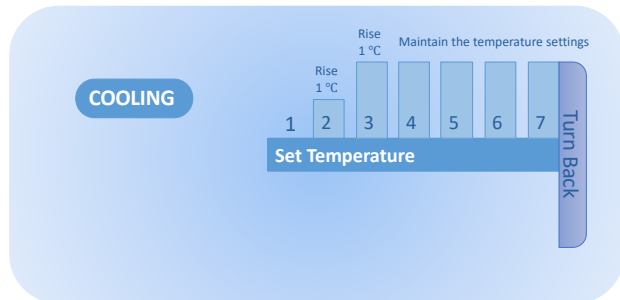 Rise
1 ℃
Maintain the temperature settings
Rise
1 ℃
COOLING
1 2 3 4 5 6 7
Set Temperature
Turn Back